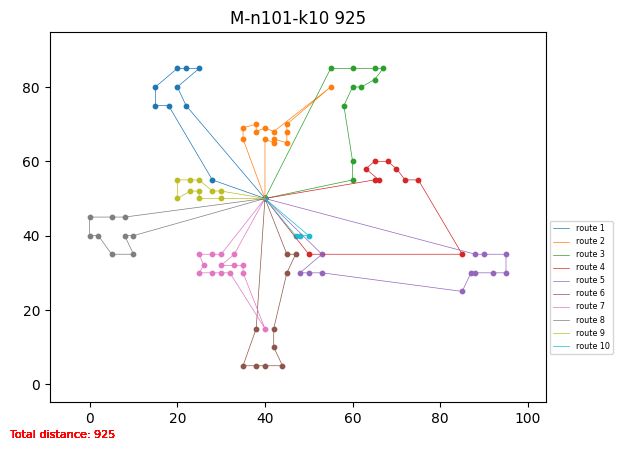 M-n101-k10 925
80
60
40
20
0
0 20 40 60 80 100
route 1
route 2
route 3
route 4
route 5
route 6
route 7
route 8
route 9
route 10
Total distance: 925